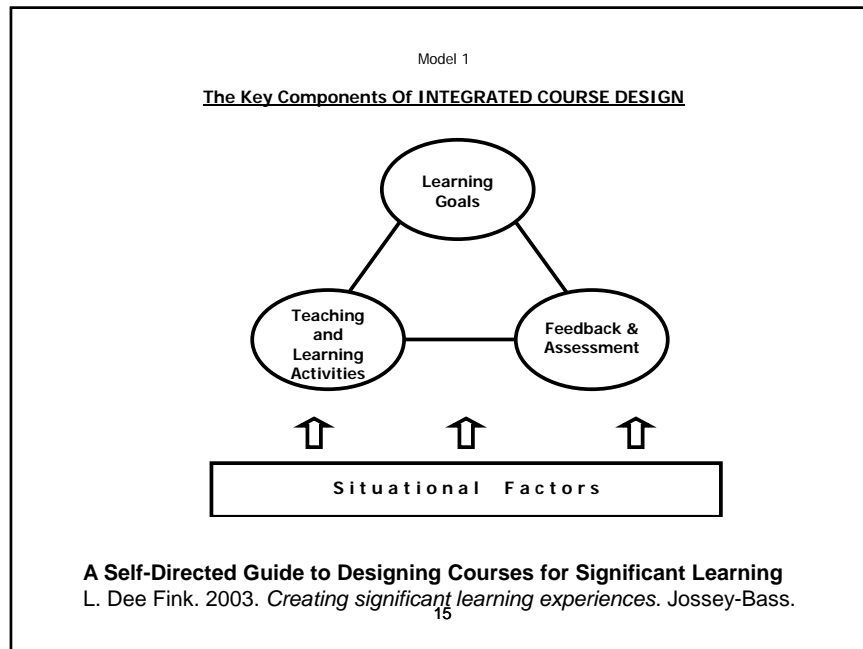 Model 1
The Key Components Of INTEGRATED COURSE DESIGN
Learning
Goals
Teaching
and
Learning
Activities
Feedback &
Assessment
Situational Factors
A Self-Directed Guide to Designing Courses for Significant Learning
L. Dee Fink. 2003. Creating significant learning experiences. Jossey-Bass.
15